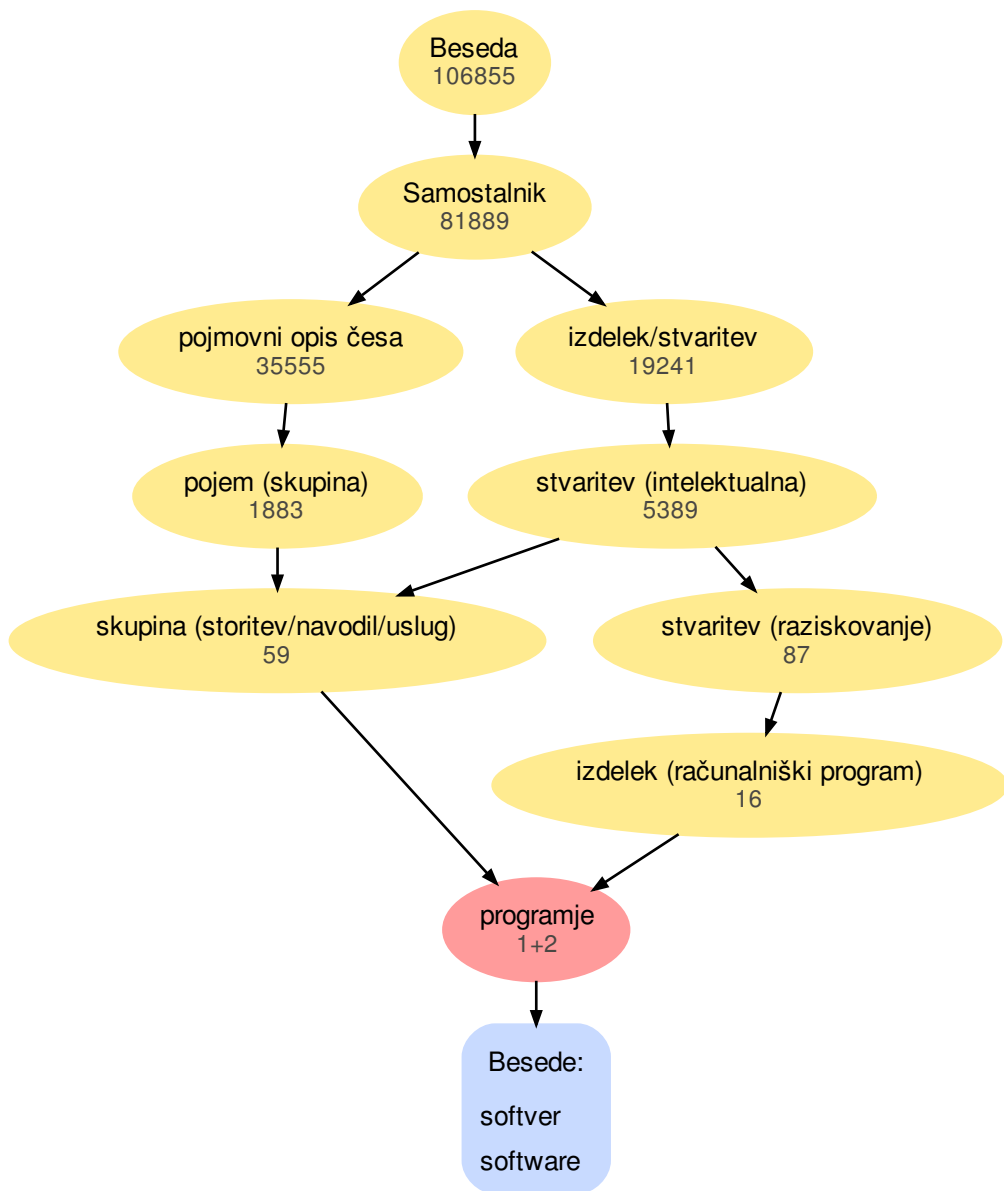 Beseda
106855
Samostalnik
81889
pojmovni opis česa
35555
izdelek/stvaritev
19241
pojem (skupina)
1883
stvaritev (intelektualna)
5389
skupina (storitev/navodil/uslug)
59
stvaritev (raziskovanje)
87
izdelek (računalniški program)
16
programje
1+2
Besede:
softver
software